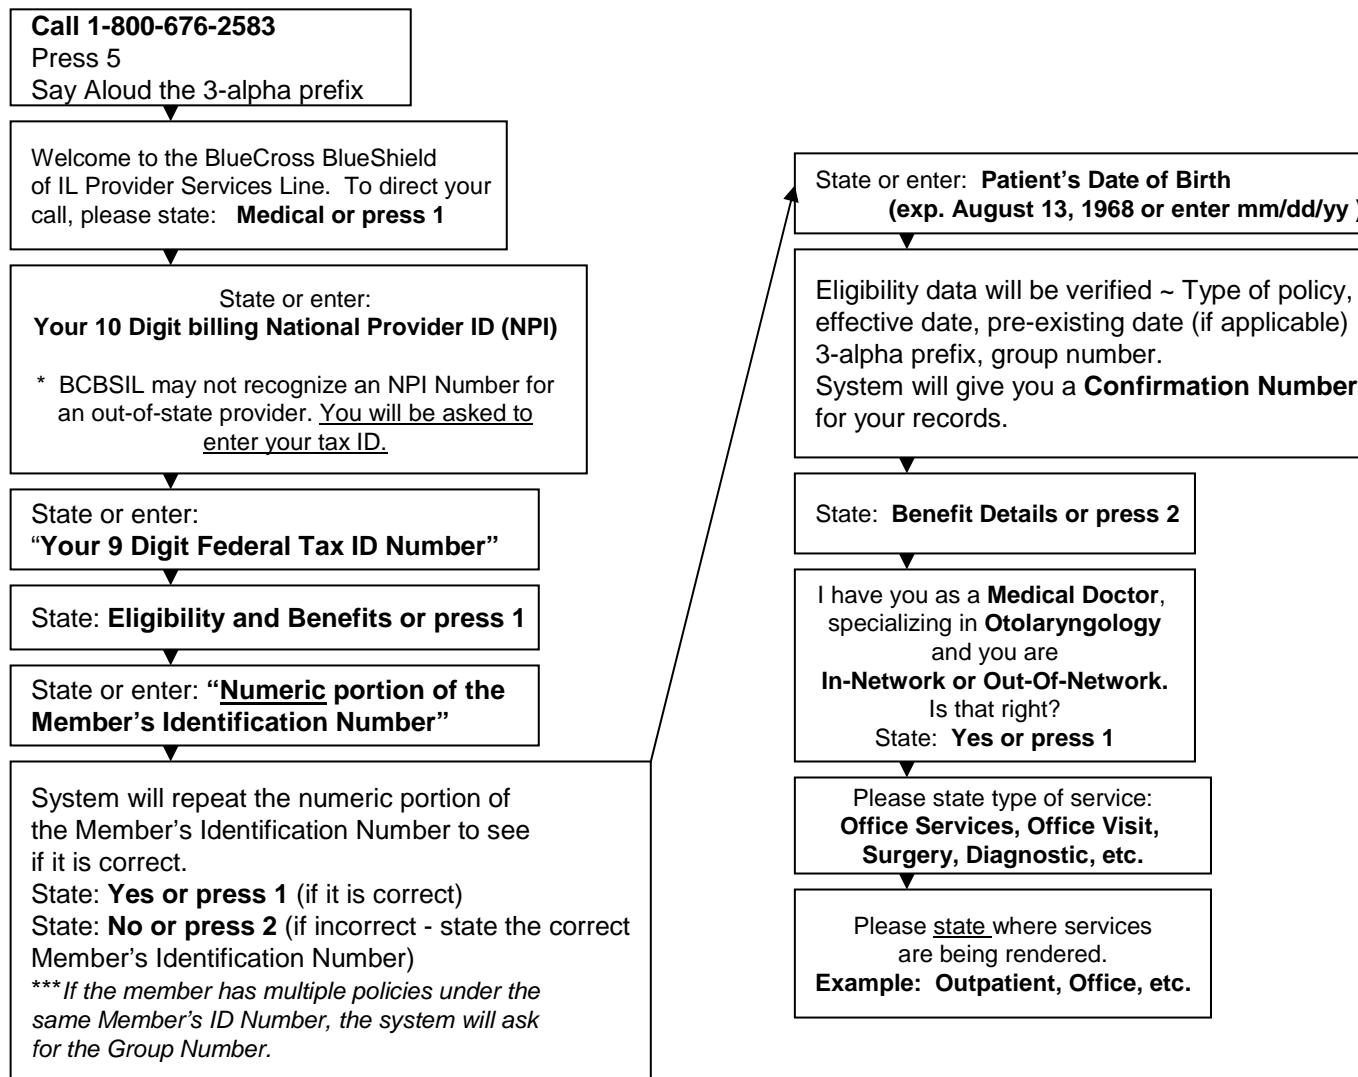 Call 1-800-676-2583
Press 5
Say Aloud the 3-alpha prefix
Welcome to the BlueCross BlueShield
of IL Provider Services Line.  To direct your
call, please state:   Medical or press 1
State or enter:
Your 10 Digit billing National Provider ID (NPI)
*  BCBSIL may not recognize an NPI Number for
an out-of-state provider. You will be asked to
enter your tax ID.
State or enter:
“Your 9 Digit Federal Tax ID Number”
State: Eligibility and Benefits or press 1
State or enter: “Numeric portion of the
Member’s Identification Number”
System will repeat the numeric portion of
the Member’s Identification Number to see
if it is correct.
State: Yes or press 1 (if it is correct)
State: No or press 2 (if incorrect - state the correct
Member’s Identification Number)
***If the member has multiple policies under the
same Member’s ID Number, the system will ask
for the Group Number.
State or enter:  Patient’s Date of Birth
(exp. August 13, 1968 or enter mm/dd/yy )
Eligibility data will be verified ~ Type of policy,
effective date, pre-existing date (if applicable)
3-alpha prefix, group number.
System will give you a Confirmation Number
for your records.
State:  Benefit Details or press 2
I have you as a Medical Doctor,
specializing in Otolaryngology
and you are
In-Network or Out-Of-Network.
Is that right?
State:  Yes or press 1
Please state type of service:
Office Services, Office Visit,
Surgery, Diagnostic, etc.
Please state where services
are being rendered.
Example:  Outpatient, Office, etc.